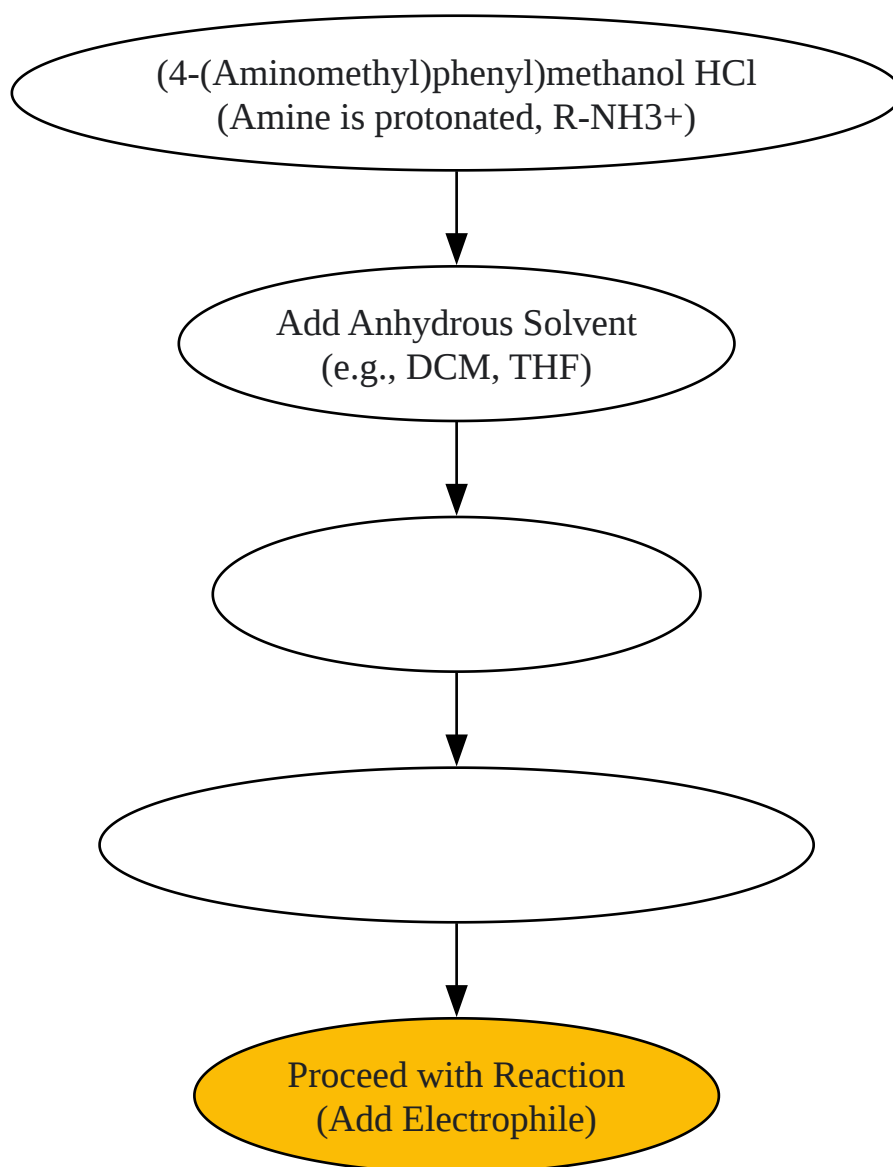 (4-(Aminomethyl)phenyl)methanol HCl
(Amine is protonated, R-NH3+)
Add Anhydrous Solvent
(e.g., DCM, THF)
Proceed with Reaction
(Add Electrophile)